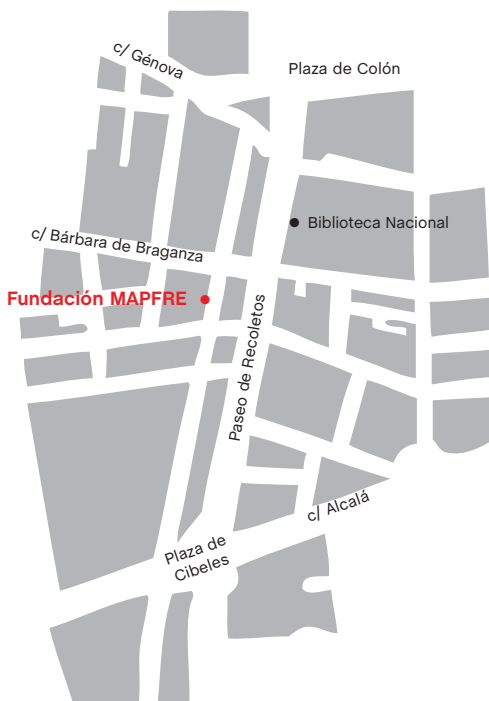 c/ Génova
Plaza de Colón
Biblioteca Nacional
c/ Bárbara de Braganza
Fundación MAPFRE
Paseo de Recoletos
c/ Alcalá
Plaza de
Cibeles